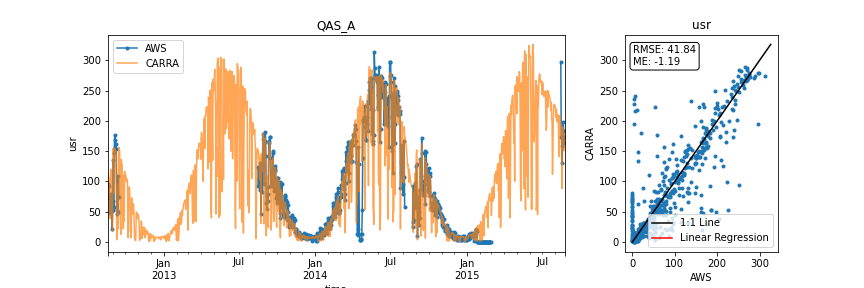 QAS_A
usr
AWS
CARRA
300
250
200
150
100
50
0
usr
Jan
2013
Jul
Jan
2014
Jul
Jan
2015
Jul
time
usr
RMSE: 41.84
ME: -1.19
300
250
200
150
100
50
0
CARRA
1:1 Line
Linear Regression
0
100
200
300
AWS